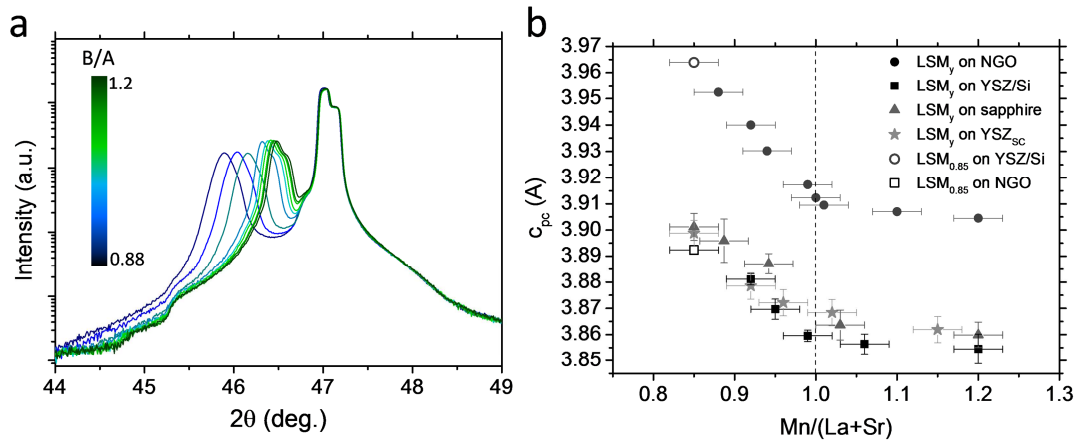 a
B/A
1.2
0.88
Intensity (a.u.)
44 45 46 47 48 49
2θ (deg.)
b
3.97
3.96
3.95
3.94
3.93
3.92
3.91
3.90
3.89
3.88
3.87
3.86
3.85
c_pc (A)
LSM_y on NGO
LSM_y on YSZ/Si
LSM_y on sapphire
LSM_y on YSZ_SC
LSM_0.85 on YSZ/Si
LSM_0.85 on NGO
0.8 0.9 1.0 1.1 1.2 1.3
Mn/(La+Sr)